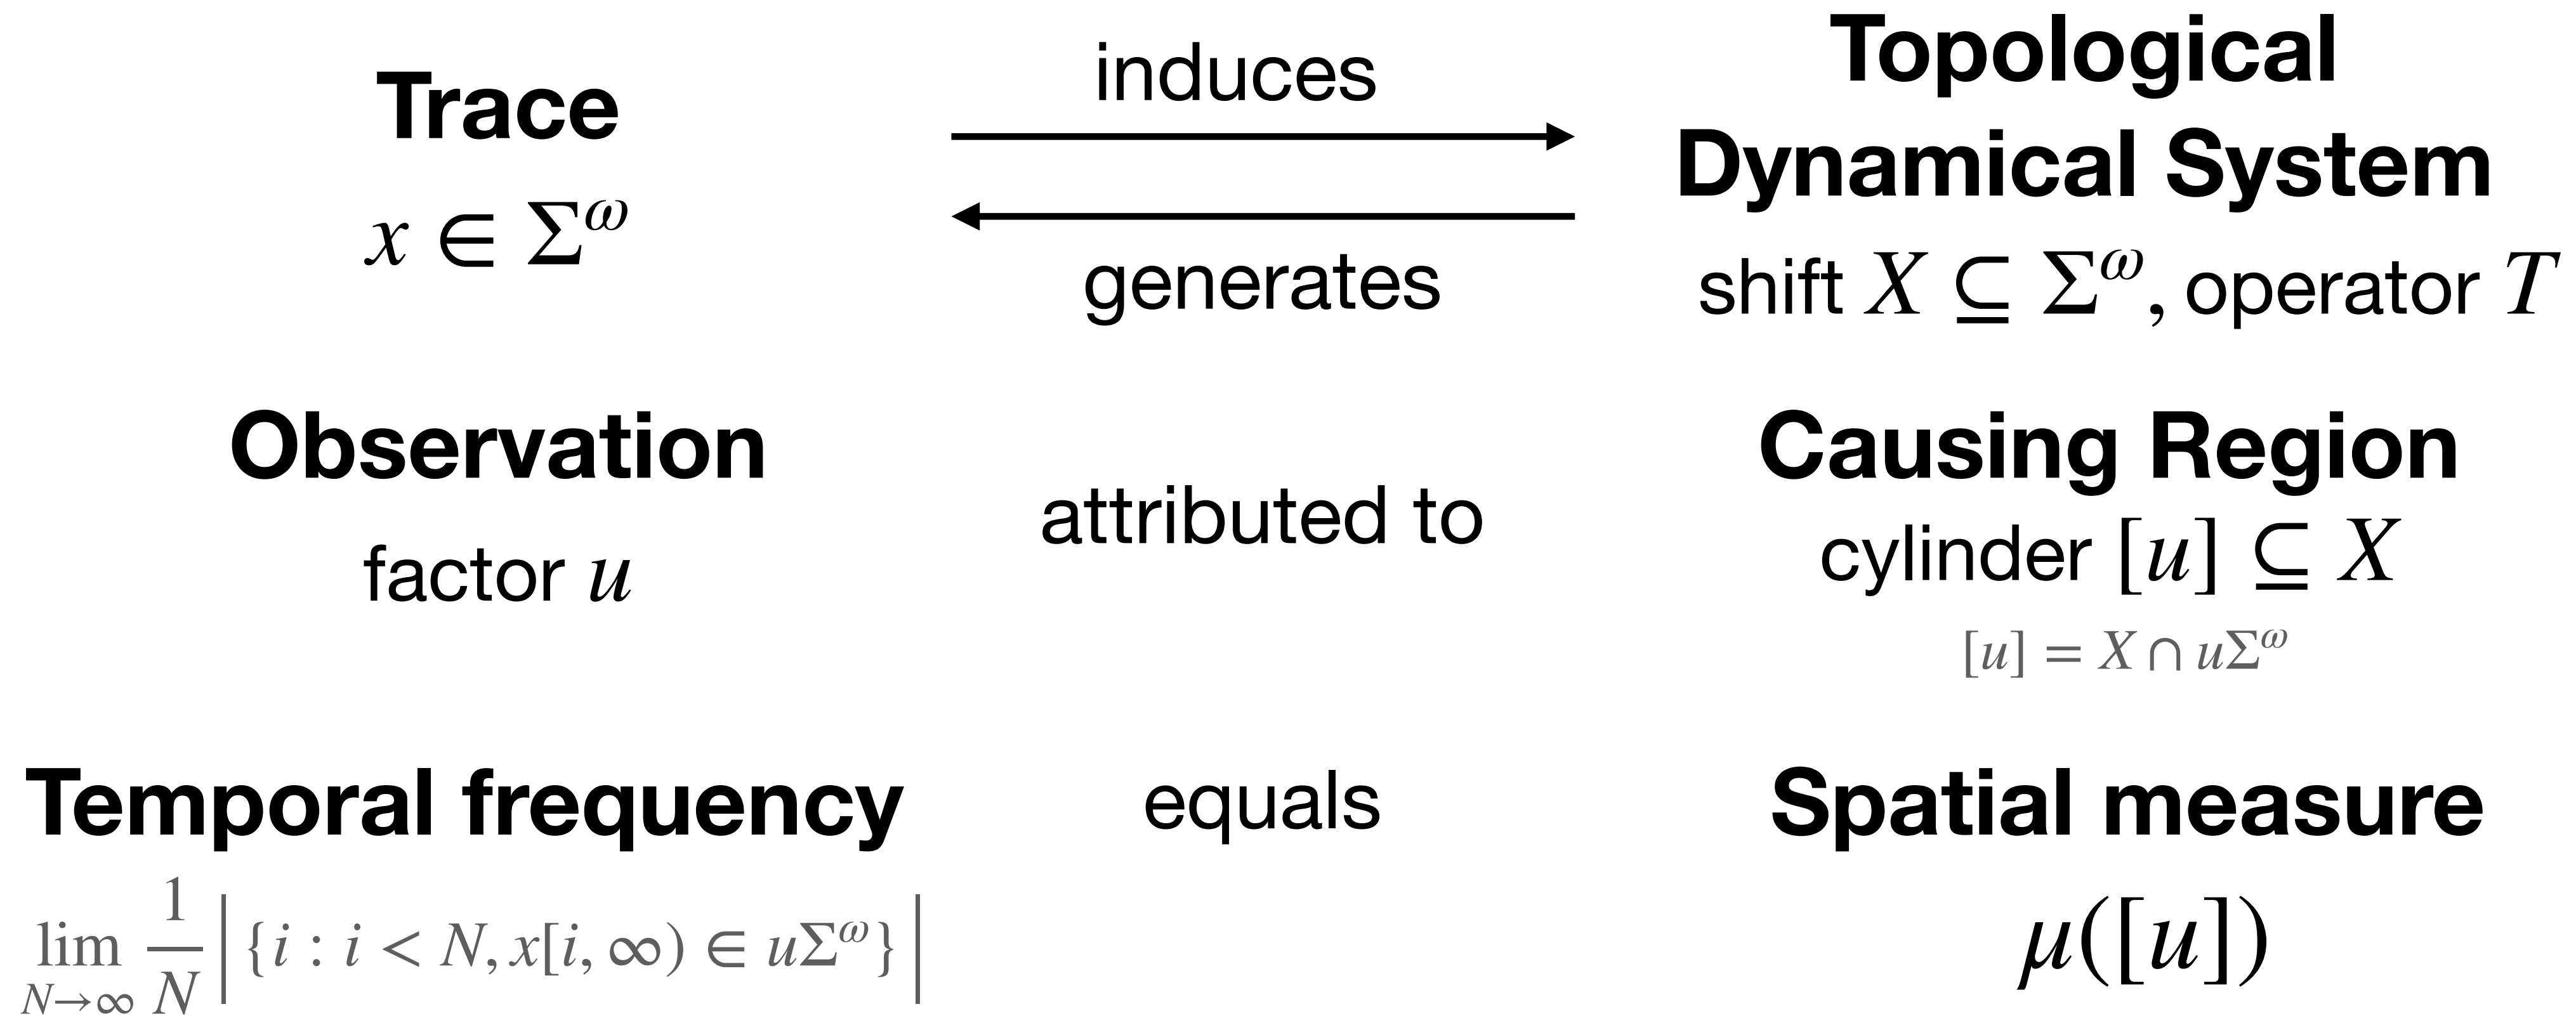 Trace
x ∈ Σ^ω
induces
generates
Topological
Dynamical System
shift X ⊆ Σ^ω, operator T
Observation
factor u
attributed to
Causing Region
cylinder [u] ⊆ X
[u] = X ∩ uΣ^ω
Temporal frequency
lim_{N→∞} 1/N |{i : i < N, x[i, ∞) ∈ uΣ^ω}|
equals
Spatial measure
μ([u])